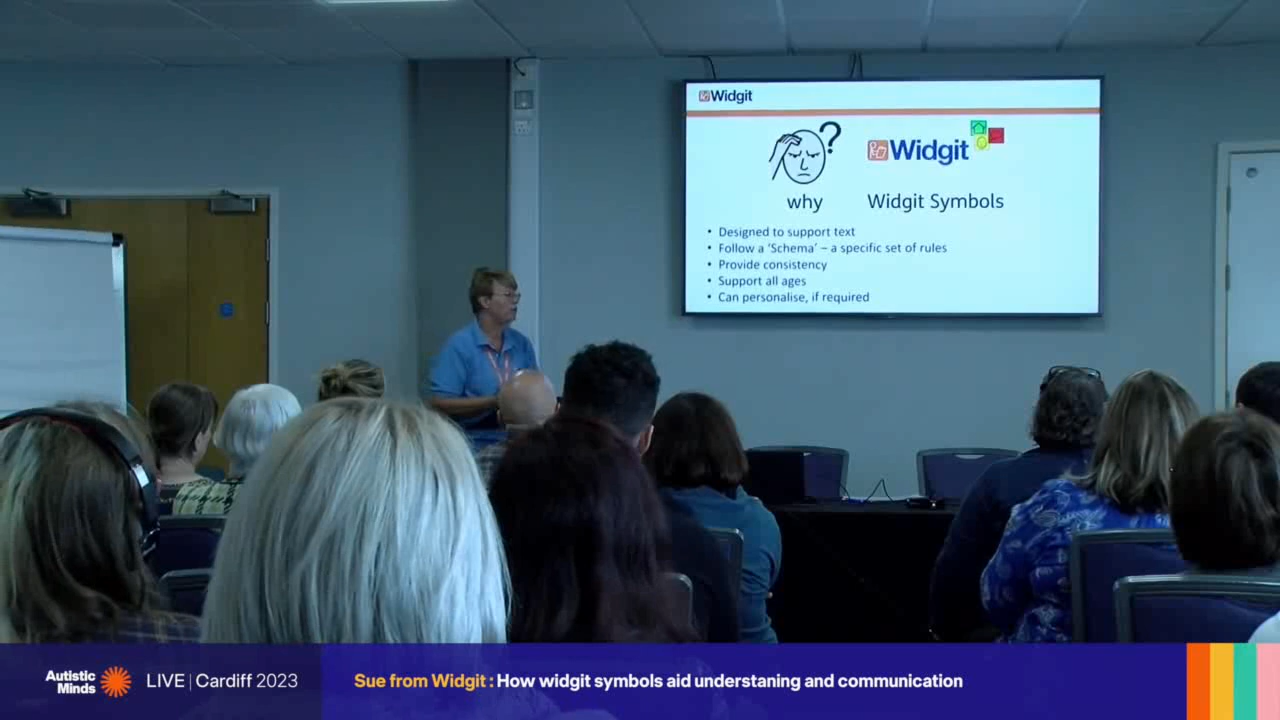 Widgit
?
Widgit
why
Widgit Symbols
• Designed to support text
• Follow a 'Schema' – a specific set of rules
• Provide consistency
• Support all ages
• Can personalise, if required
Autistic
Minds
LIVE | Cardiff 2023
Sue from Widgit : How widgit symbols aid understaning and communication